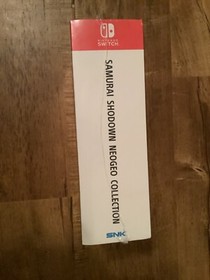 NINTENDO
SWITCH
SAMURAI SHODOWN NEOGEO COLLECTION
SNK